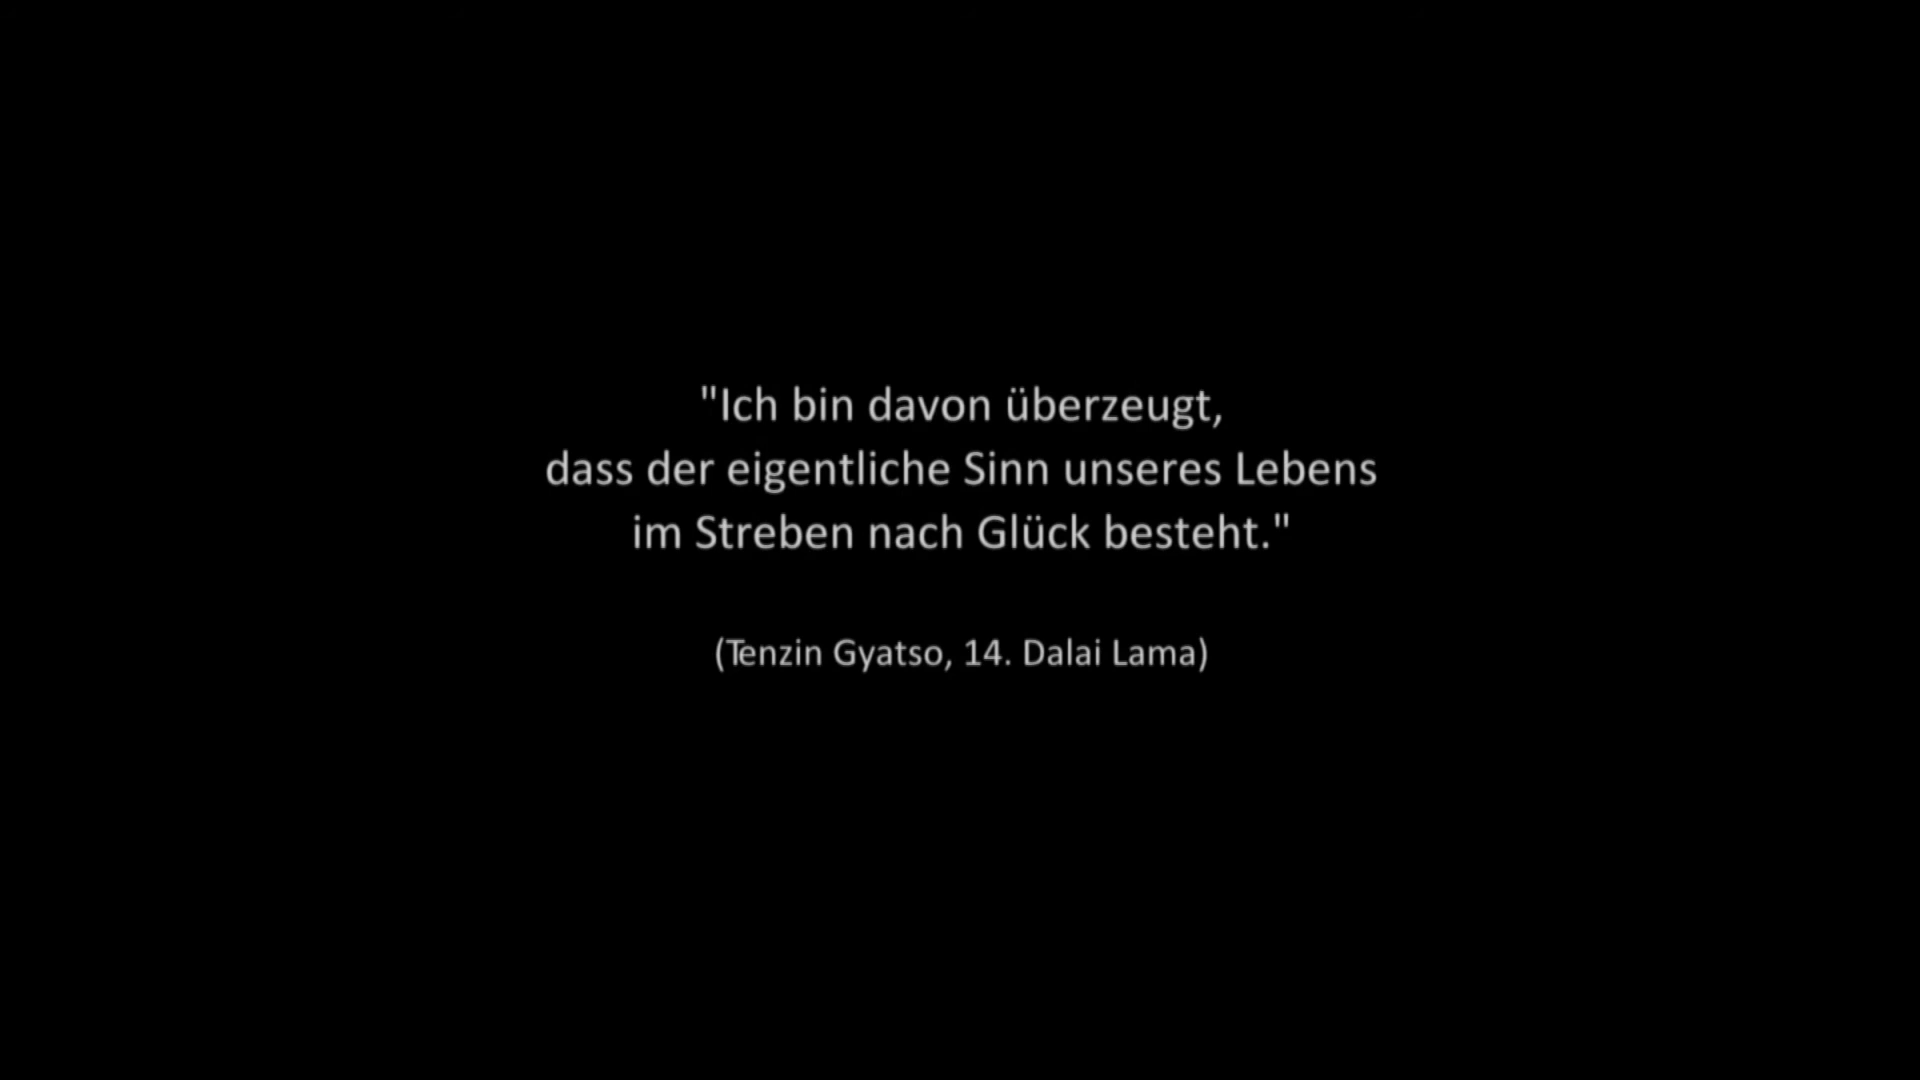 "Ich bin davon überzeugt,
dass der eigentliche Sinn unseres Lebens
im Streben nach Glück besteht."
(Tenzin Gyatso, 14. Dalai Lama)